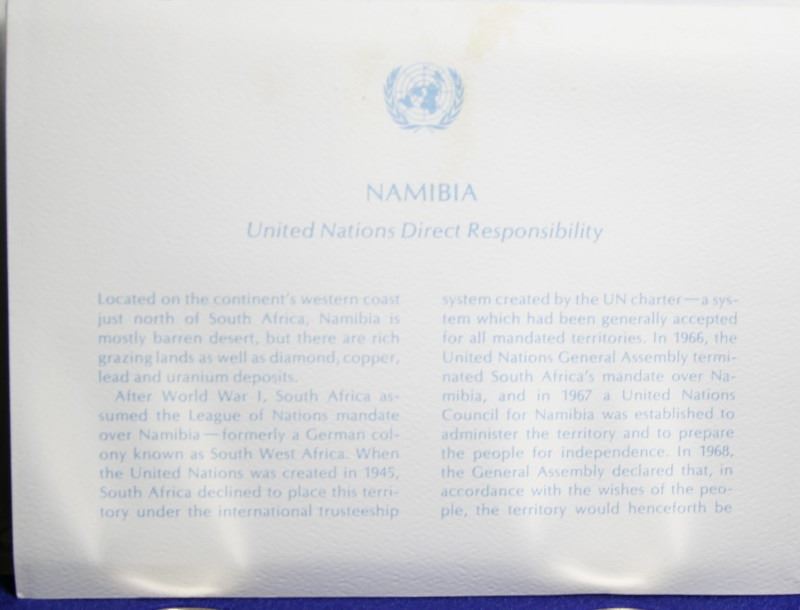 NAMIBIA
United Nations Direct Responsibility
Located on the continent's western coast
just north of South Africa, Namibia is
mostly barren desert, but there are rich
grazing lands as well as diamond, copper,
lead and uranium deposits.
After World War I, South Africa as-
sumed the League of Nations mandate
over Namibia—formerly a German col-
ony known as South West Africa. When
the United Nations was created in 1945,
South Africa declined to place this terri-
tory under the international trusteeship
system created by the UN charter—a sys-
tem which had been generally accepted
for all mandated territories. In 1966, the
United Nations General Assembly termi-
nated South Africa's mandate over Na-
mibia, and in 1967 a United Nations
Council for Namibia was established to
administer the territory and to prepare
the people for independence. In 1968,
the General Assembly declared that, in
accordance with the wishes of the peo-
ple, the territory would henceforth be